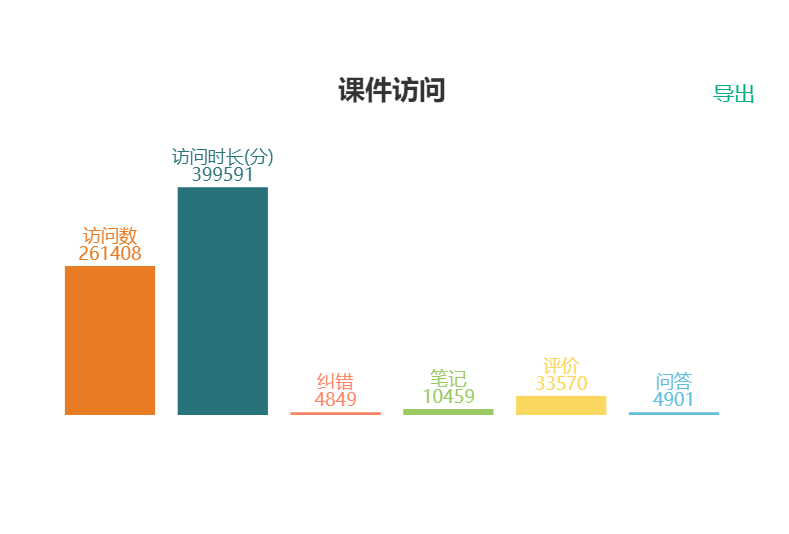 课件访问
导出
访问数
261408
访问时长(分)
399591
纠错
4849
笔记
10459
评价
33570
问答
4901